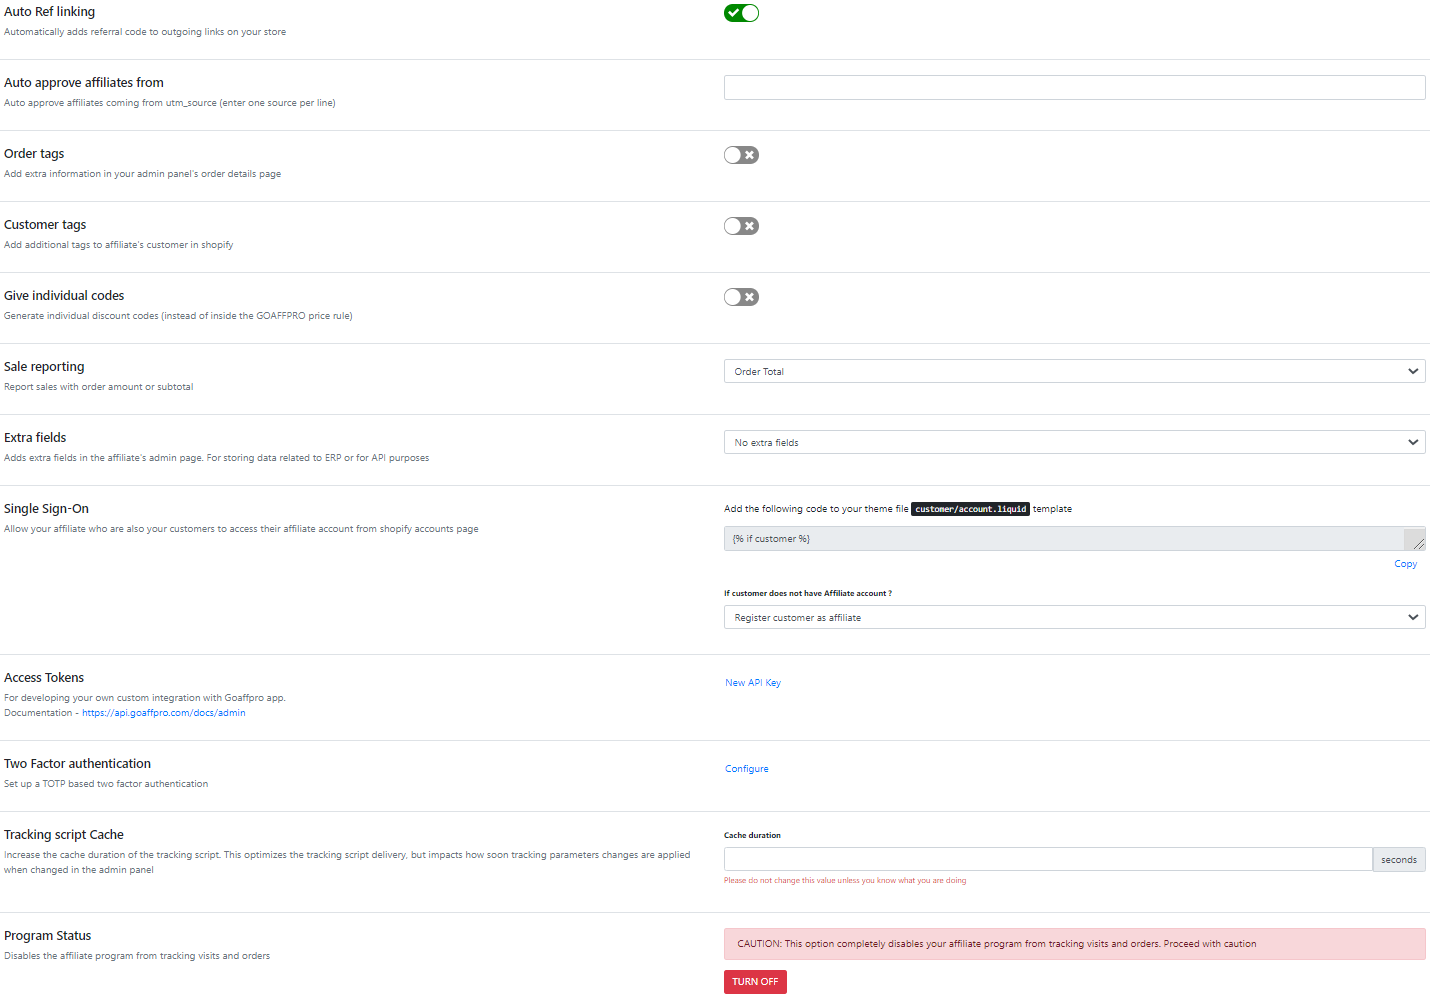 Auto Ref linking
Automatically adds referral code to outgoing links on your store
Auto approve affiliates from
Auto approve affiliates coming from utm_source (enter one source per line)
Order tags
Add extra information in your admin panel's order details page
Customer tags
Add additional tags to affiliate's customer in shopify
Give individual codes
Generate individual discount codes (instead of inside the GOAFFPRO price rule)
Sale reporting
Report sales with order amount or subtotal
Order Total
Extra fields
Adds extra fields in the affiliate's admin page. For storing data related to ERP or for API purposes
No extra fields
Single Sign-On
Allow your affiliate who are also your customers to access their affiliate account from shopify accounts page
Add the following code to your theme file customer/account.liquid template
{% if customer %}
Copy
If customer does not have Affiliate account ?
Register customer as affiliate
Access Tokens
For developing your own custom integration with Goaffpro app.
Documentation - https://api.goaffpro.com/docs/admin
New API Key
Two Factor authentication
Set up a TOTP based two factor authentication
Configure
Tracking script Cache
Increase the cache duration of the tracking script. This optimizes the tracking script delivery, but impacts how soon tracking parameters changes are applied
when changed in the admin panel
Cache duration
seconds
Please do not change this value unless you know what you are doing
Program Status
Disables the affiliate program from tracking visits and orders
CAUTION: This option completely disables your affiliate program from tracking visits and orders. Proceed with caution
TURN OFF